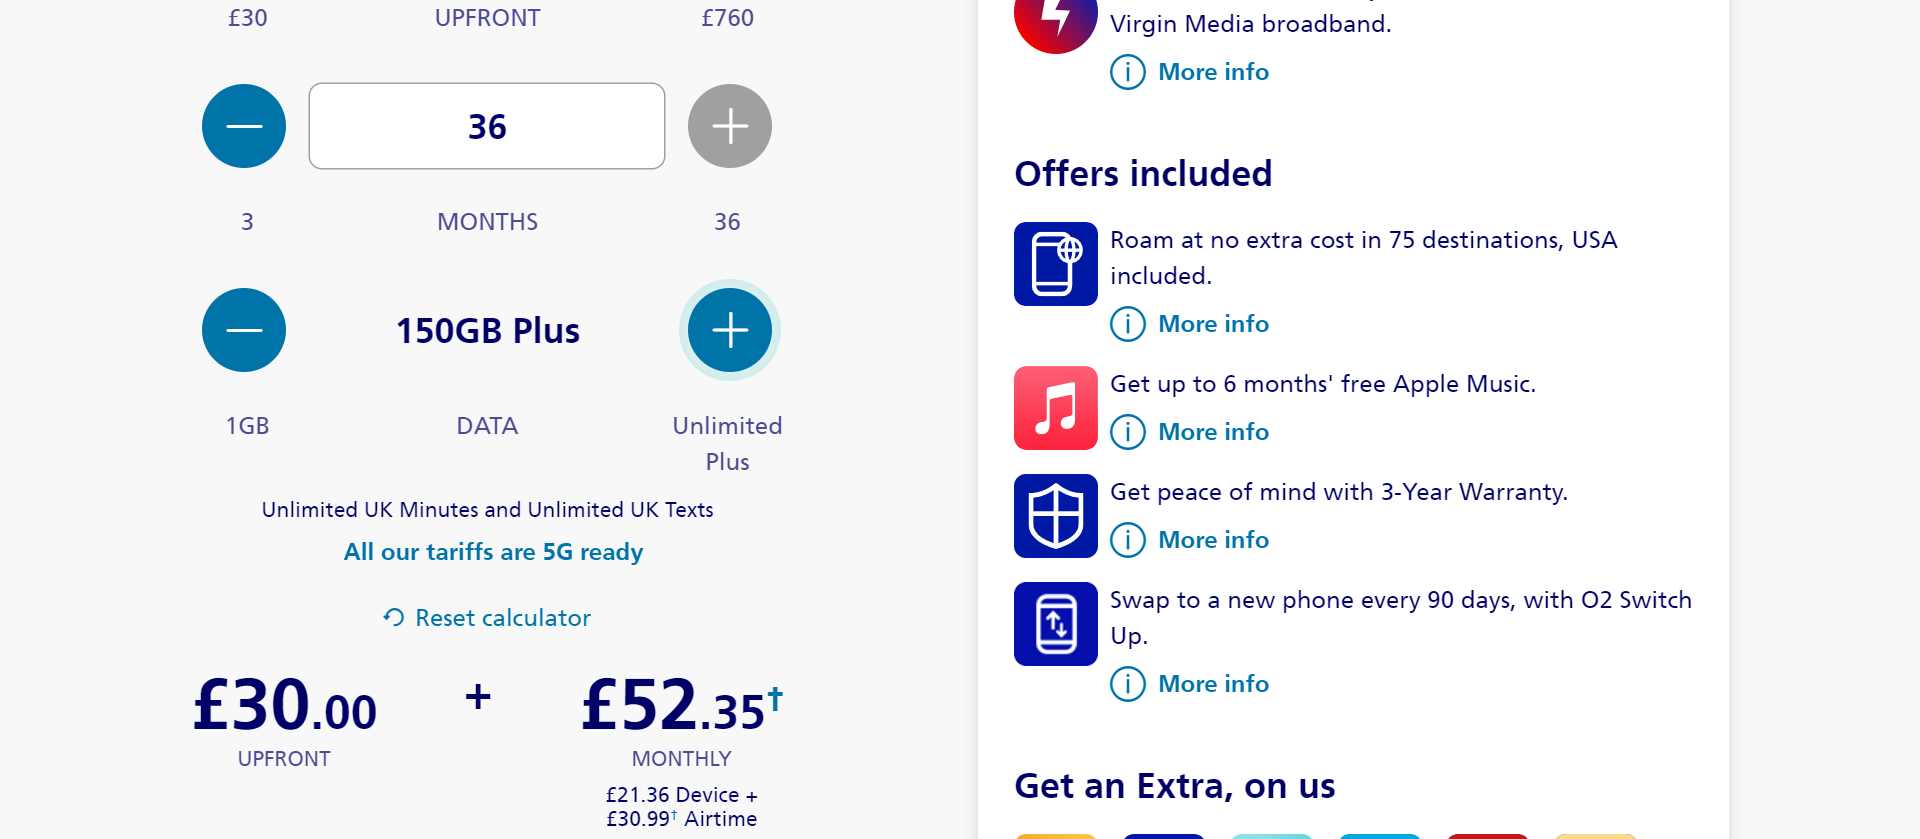 £30 UPFRONT £760
36
3 MONTHS 36
150GB Plus
1GB DATA Unlimited
Plus
Unlimited UK Minutes and Unlimited UK Texts
All our tariffs are 5G ready
Reset calculator
£30.00 + £52.35†
UPFRONT MONTHLY
£21.36 Device +
£30.99† Airtime
Virgin Media broadband.
More info
Offers included
Roam at no extra cost in 75 destinations, USA
included.
More info
Get up to 6 months' free Apple Music.
More info
Get peace of mind with 3-Year Warranty.
More info
Swap to a new phone every 90 days, with O2 Switch
Up.
More info
Get an Extra, on us